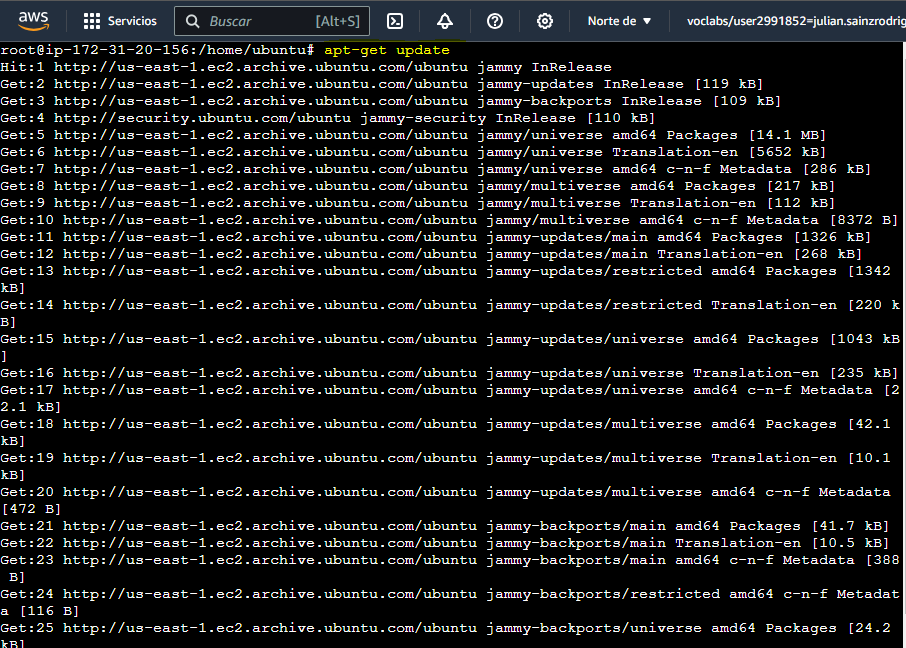 aws
Servicios
Buscar
[Alt+S]
Norte de
voclabs/user2991852=julian.sainzrodrig
root@ip-172-31-20-156:/home/ubuntu# apt-get update
Hit:1 http://us-east-1.ec2.archive.ubuntu.com/ubuntu jammy InRelease
Get:2 http://us-east-1.ec2.archive.ubuntu.com/ubuntu jammy-updates InRelease [119 kB]
Get:3 http://us-east-1.ec2.archive.ubuntu.com/ubuntu jammy-backports InRelease [109 kB]
Get:4 http://security.ubuntu.com/ubuntu jammy-security InRelease [110 kB]
Get:5 http://us-east-1.ec2.archive.ubuntu.com/ubuntu jammy/universe amd64 Packages [14.1 MB]
Get:6 http://us-east-1.ec2.archive.ubuntu.com/ubuntu jammy/universe Translation-en [5652 kB]
Get:7 http://us-east-1.ec2.archive.ubuntu.com/ubuntu jammy/universe amd64 c-n-f Metadata [286 kB]
Get:8 http://us-east-1.ec2.archive.ubuntu.com/ubuntu jammy/multiverse amd64 Packages [217 kB]
Get:9 http://us-east-1.ec2.archive.ubuntu.com/ubuntu jammy/multiverse Translation-en [112 kB]
Get:10 http://us-east-1.ec2.archive.ubuntu.com/ubuntu jammy/multiverse amd64 c-n-f Metadata [8372 B]
Get:11 http://us-east-1.ec2.archive.ubuntu.com/ubuntu jammy-updates/main amd64 Packages [1326 kB]
Get:12 http://us-east-1.ec2.archive.ubuntu.com/ubuntu jammy-updates/main Translation-en [268 kB]
Get:13 http://us-east-1.ec2.archive.ubuntu.com/ubuntu jammy-updates/restricted amd64 Packages [1342
kB]
Get:14 http://us-east-1.ec2.archive.ubuntu.com/ubuntu jammy-updates/restricted Translation-en [220 k
B]
Get:15 http://us-east-1.ec2.archive.ubuntu.com/ubuntu jammy-updates/universe amd64 Packages [1043 kB
]
Get:16 http://us-east-1.ec2.archive.ubuntu.com/ubuntu jammy-updates/universe Translation-en [235 kB]
Get:17 http://us-east-1.ec2.archive.ubuntu.com/ubuntu jammy-updates/universe amd64 c-n-f Metadata [2
2.1 kB]
Get:18 http://us-east-1.ec2.archive.ubuntu.com/ubuntu jammy-updates/multiverse amd64 Packages [42.1
kB]
Get:19 http://us-east-1.ec2.archive.ubuntu.com/ubuntu jammy-updates/multiverse Translation-en [10.1
kB]
Get:20 http://us-east-1.ec2.archive.ubuntu.com/ubuntu jammy-updates/multiverse amd64 c-n-f Metadata
[472 B]
Get:21 http://us-east-1.ec2.archive.ubuntu.com/ubuntu jammy-backports/main amd64 Packages [41.7 kB]
Get:22 http://us-east-1.ec2.archive.ubuntu.com/ubuntu jammy-backports/main Translation-en [10.5 kB]
Get:23 http://us-east-1.ec2.archive.ubuntu.com/ubuntu jammy-backports/main amd64 c-n-f Metadata [388
B]
Get:24 http://us-east-1.ec2.archive.ubuntu.com/ubuntu jammy-backports/restricted amd64 c-n-f Metadat
a [116 B]
Get:25 http://us-east-1.ec2.archive.ubuntu.com/ubuntu jammy-backports/universe amd64 Packages [24.2
kB]